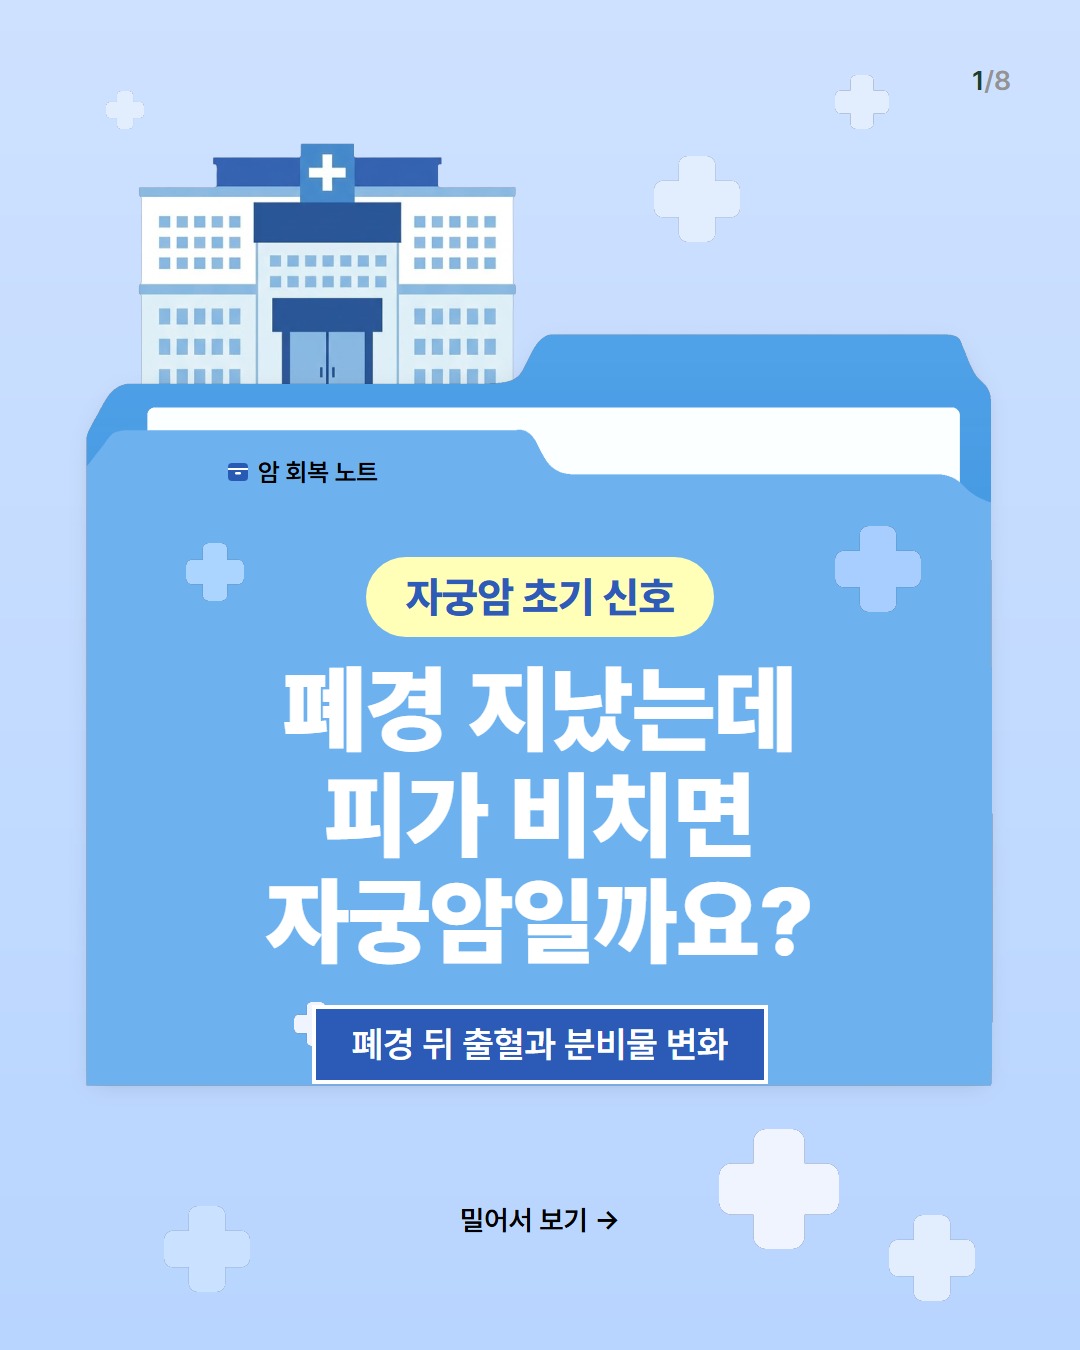 1/8
암 회복 노트
자궁암 초기 신호
폐경 지났는데
피가 비치면
자궁암일까요?
폐경 뒤 출혈과 분비물 변화
밀어서 보기 →